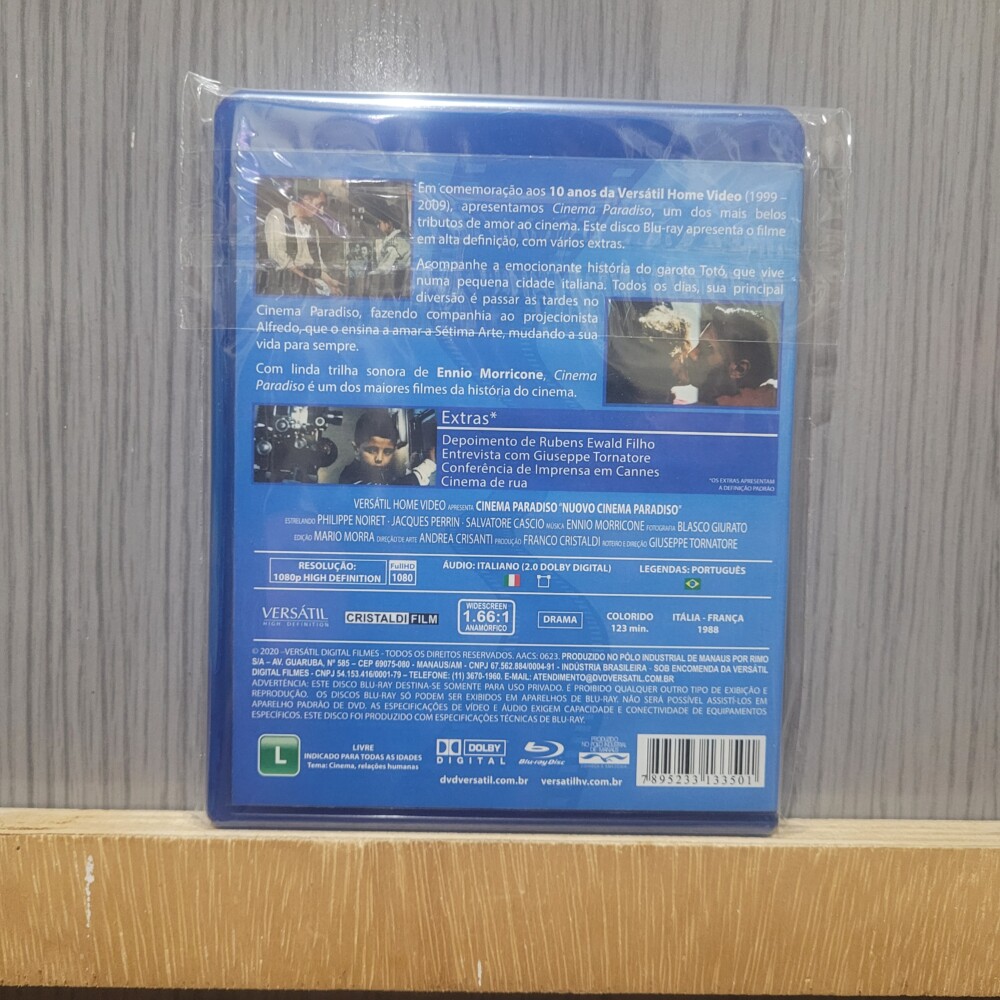 Em comemoração aos 10 anos da Versátil Home Video (1999 –
2009), apresentamos Cinema Paradiso, um dos mais belos
tributos de amor ao cinema. Este disco Blu-ray apresenta o filme
em alta definição, com vários extras.
Acompanhe a emocionante história do garoto Totó, que vive
numa pequena cidade italiana. Todos os dias, sua principal
diversão é passar as tardes no
Cinema Paradiso, fazendo companhia ao projecionista
Alfredo, que o ensina a amar a Sétima Arte, mudando a sua
vida para sempre.
Com linda trilha sonora de Ennio Morricone, Cinema
Paradiso é um dos maiores filmes da história do cinema.
Extras*
Depoimento de Rubens Ewald Filho
Entrevista com Giuseppe Tornatore
Conferência de Imprensa em Cannes
Cinema de rua
*OS EXTRAS APRESENTAM
A DEFINIÇÃO PADRÃO
VERSÁTIL HOME VIDEO APRESENTA CINEMA PARADISO "NUOVO CINEMA PARADISO"
ESTRELANDO PHILIPPE NOIRET · JACQUES PERRIN · SALVATORE CASCIO MÚSICA ENNIO MORRICONE FOTOGRAFIA BLASCO GIURATO
EDIÇÃO MARIO MORRA DIREÇÃO DE ARTE ANDREA CRISANTI PRODUÇÃO FRANCO CRISTALDI ROTEIRO E DIREÇÃO GIUSEPPE TORNATORE
RESOLUÇÃO:
1080p HIGH DEFINITION
FullHD
1080
ÁUDIO: ITALIANO (2.0 DOLBY DIGITAL)
LEGENDAS: PORTUGUÊS
VERSÁTIL
HIGH DEFINITION
CRISTALDI FILM
WIDESCREEN
1.66:1
ANAMÓRFICO
DRAMA
COLORIDO
123 min.
ITÁLIA - FRANÇA
1988
© 2020 –VERSÁTIL DIGITAL FILMES - TODOS OS DIREITOS RESERVADOS. AACS: 0623. PRODUZIDO NO PÓLO INDUSTRIAL DE MANAUS POR RIMO
S/A – AV. GUARUBA, Nº 585 – CEP 69075-080 - MANAUS/AM - CNPJ 67.562.884/0004-91 - INDÚSTRIA BRASILEIRA - SOB ENCOMENDA DA VERSÁTIL
DIGITAL FILMES - CNPJ 54.153.416/0001-79 – TELEFONE: (11) 3670-1960. E-MAIL: ATENDIMENTO@DVDVERSATIL.COM.BR
ADVERTÊNCIA: ESTE DISCO BLU-RAY DESTINA-SE SOMENTE PARA USO PRIVADO. É PROIBIDO QUALQUER OUTRO TIPO DE EXIBIÇÃO E
REPRODUÇÃO. OS DISCOS BLU-RAY SÓ PODEM SER EXIBIDOS EM APARELHOS DE BLU-RAY. NÃO SERÁ POSSÍVEL ASSISTI-LOS EM
APARELHO PADRÃO DE DVD. AS ESPECIFICAÇÕES DE VÍDEO E ÁUDIO EXIGEM CAPACIDADE E CONECTIVIDADE DE EQUIPAMENTOS
ESPECÍFICOS. ESTE DISCO FOI PRODUZIDO COM ESPECIFICAÇÕES TÉCNICAS DE BLU-RAY.
L
LIVRE
INDICADO PARA TODAS AS IDADES
Tema: Cinema, relações humanas
DOLBY
DIGITAL
Blu-ray Disc
PRODUZIDO
NO PÓLO INDUSTRIAL
DE MANAUS
dvdversatil.com.br versatilhv.com.br
7 895233 133501